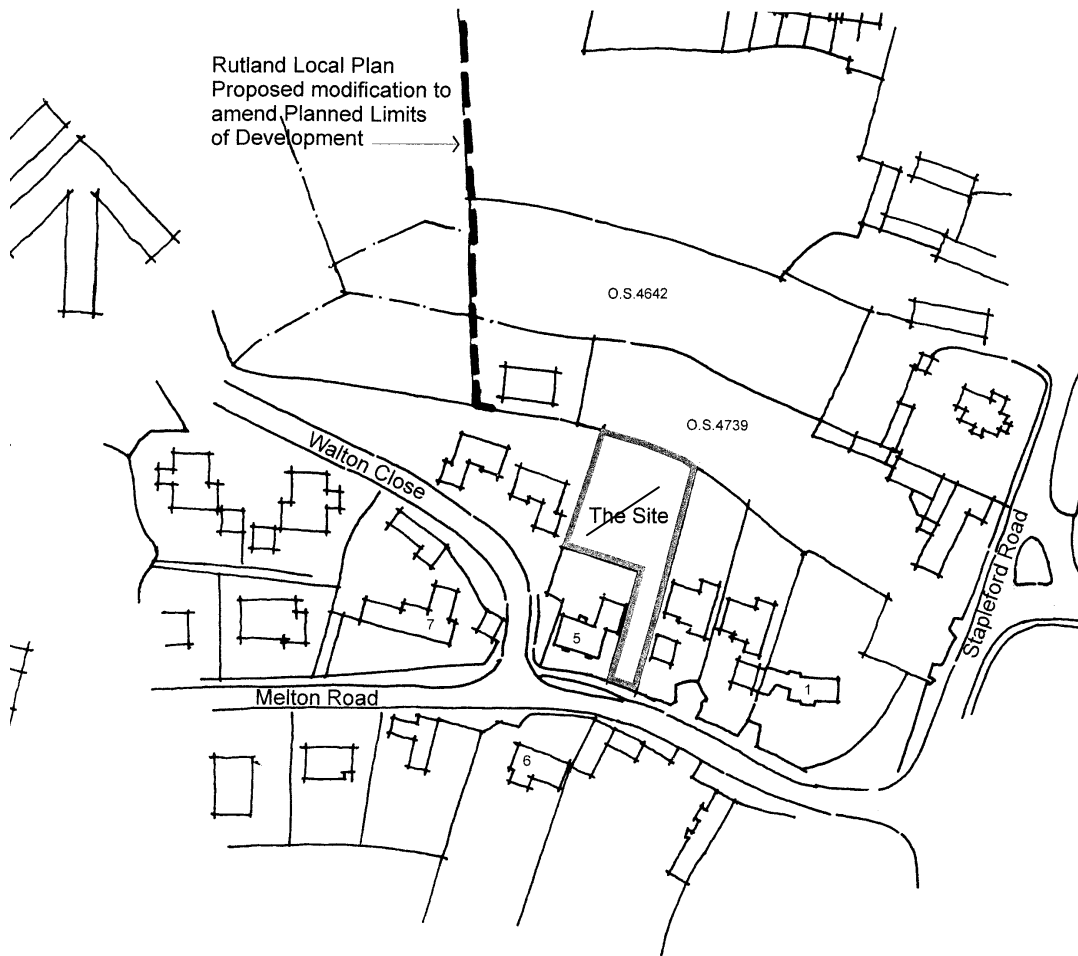 Rutland Local Plan
Proposed modification to
amend Planned Limits
of Development
O.S.4642
O.S.4739
Walton Close
The Site
Stapleford Road
7
5
1
Melton Road
6